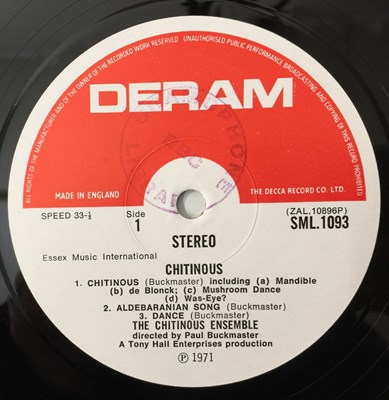 ALL RIGHTS OF THE MANUFACTURER AND OF THE OWNER OF THE RECORDED WORK RESERVED. UNAUTHORISED PUBLIC PERFORMANCE BROADCASTING AND COPYING OF THIS RECORD PROHIBITED
DERAM
MADE IN ENGLAND
THE DECCA RECORD CO. LTD.
SPEED 33-⅓
Side
1
(ZAL.10896P)
SML.1093
STEREO
Essex Music International
CHITINOUS
1. CHITINOUS (Buckmaster) including (a) Mandible
(b) de Blonck; (c) Mushroom Dance
(d) Was-Eye?
2. ALDEBARANIAN SONG (Buckmaster)
3. DANCE (Buckmaster)
THE CHITINOUS ENSEMBLE
directed by Paul Buckmaster
A Tony Hall Enterprises production
Ⓟ 1971